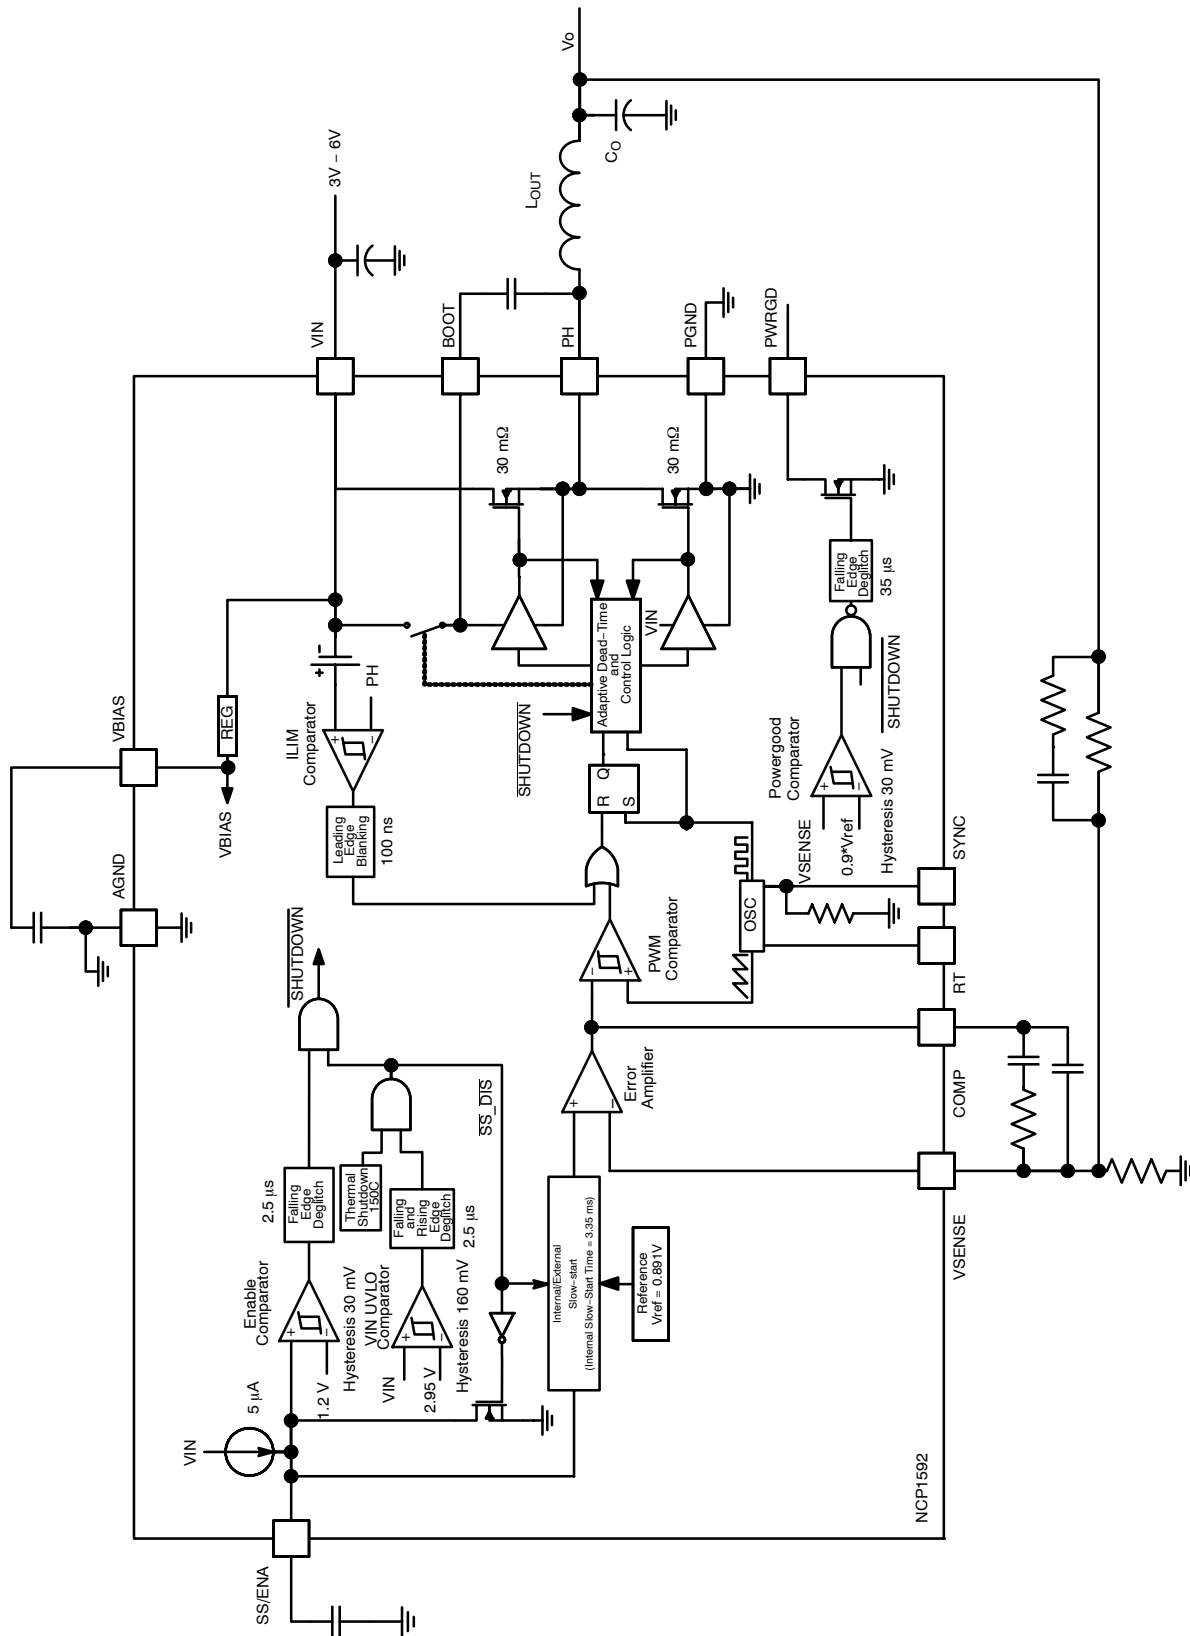 AGND
VBIAS
VIN
3V – 6V
REG
VBIAS
SS/ENA
VIN
5 µA
Enable
Comparator
+
–
1.2 V
Hysteresis 30 mV
2.5 µs
Falling
Edge
Deglitch
SHUTDOWN
Thermal
Shutdown
150C
VIN UVLO
Comparator
VIN
+
–
2.95 V
Hysteresis 160 mV
Falling
and
Rising
Edge
Deglitch
2.5 µs
SS_DIS
Leading
Edge
Blanking
100 ns
ILIM
Comparator
+
–
+
–
PH
BOOT
SHUTDOWN
Internal/External
Slow–start
(Internal Slow–Start Time = 3.35 ms)
Reference
Vref = 0.891V
+
–
Error
Amplifier
–
+
PWM
Comparator
R
Q
S
Adaptive Dead–Time
and
Control Logic
VIN
30 mΩ
30 mΩ
PH
LOUT
CO
Vo
PGND
OSC
VSENSE
0.9*Vref
Powergood
Comparator
+
–
Hysteresis 30 mV
SHUTDOWN
Falling
Edge
Deglitch
35 µs
PWRGD
NCP1592
VSENSE
COMP
RT
SYNC